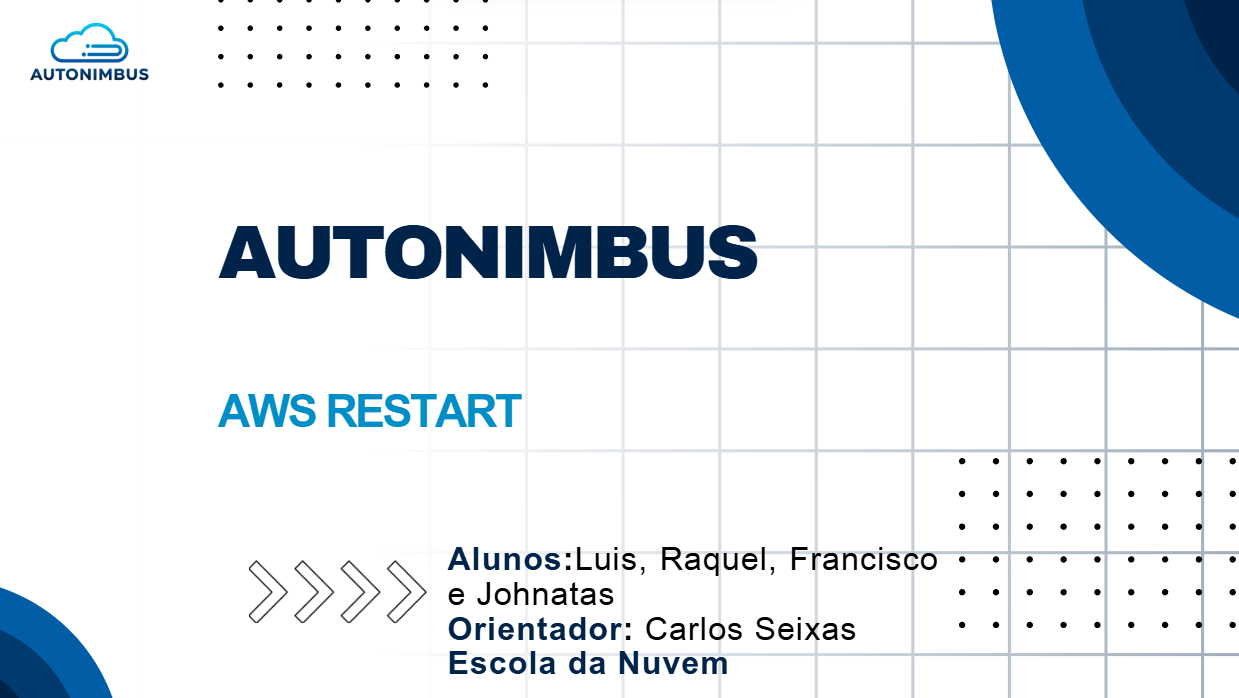 AUTONIMBUS
AUTONIMBUS
AWS RESTART
Alunos:Luis, Raquel, Francisco
e Johnatas
Orientador: Carlos Seixas
Escola da Nuvem